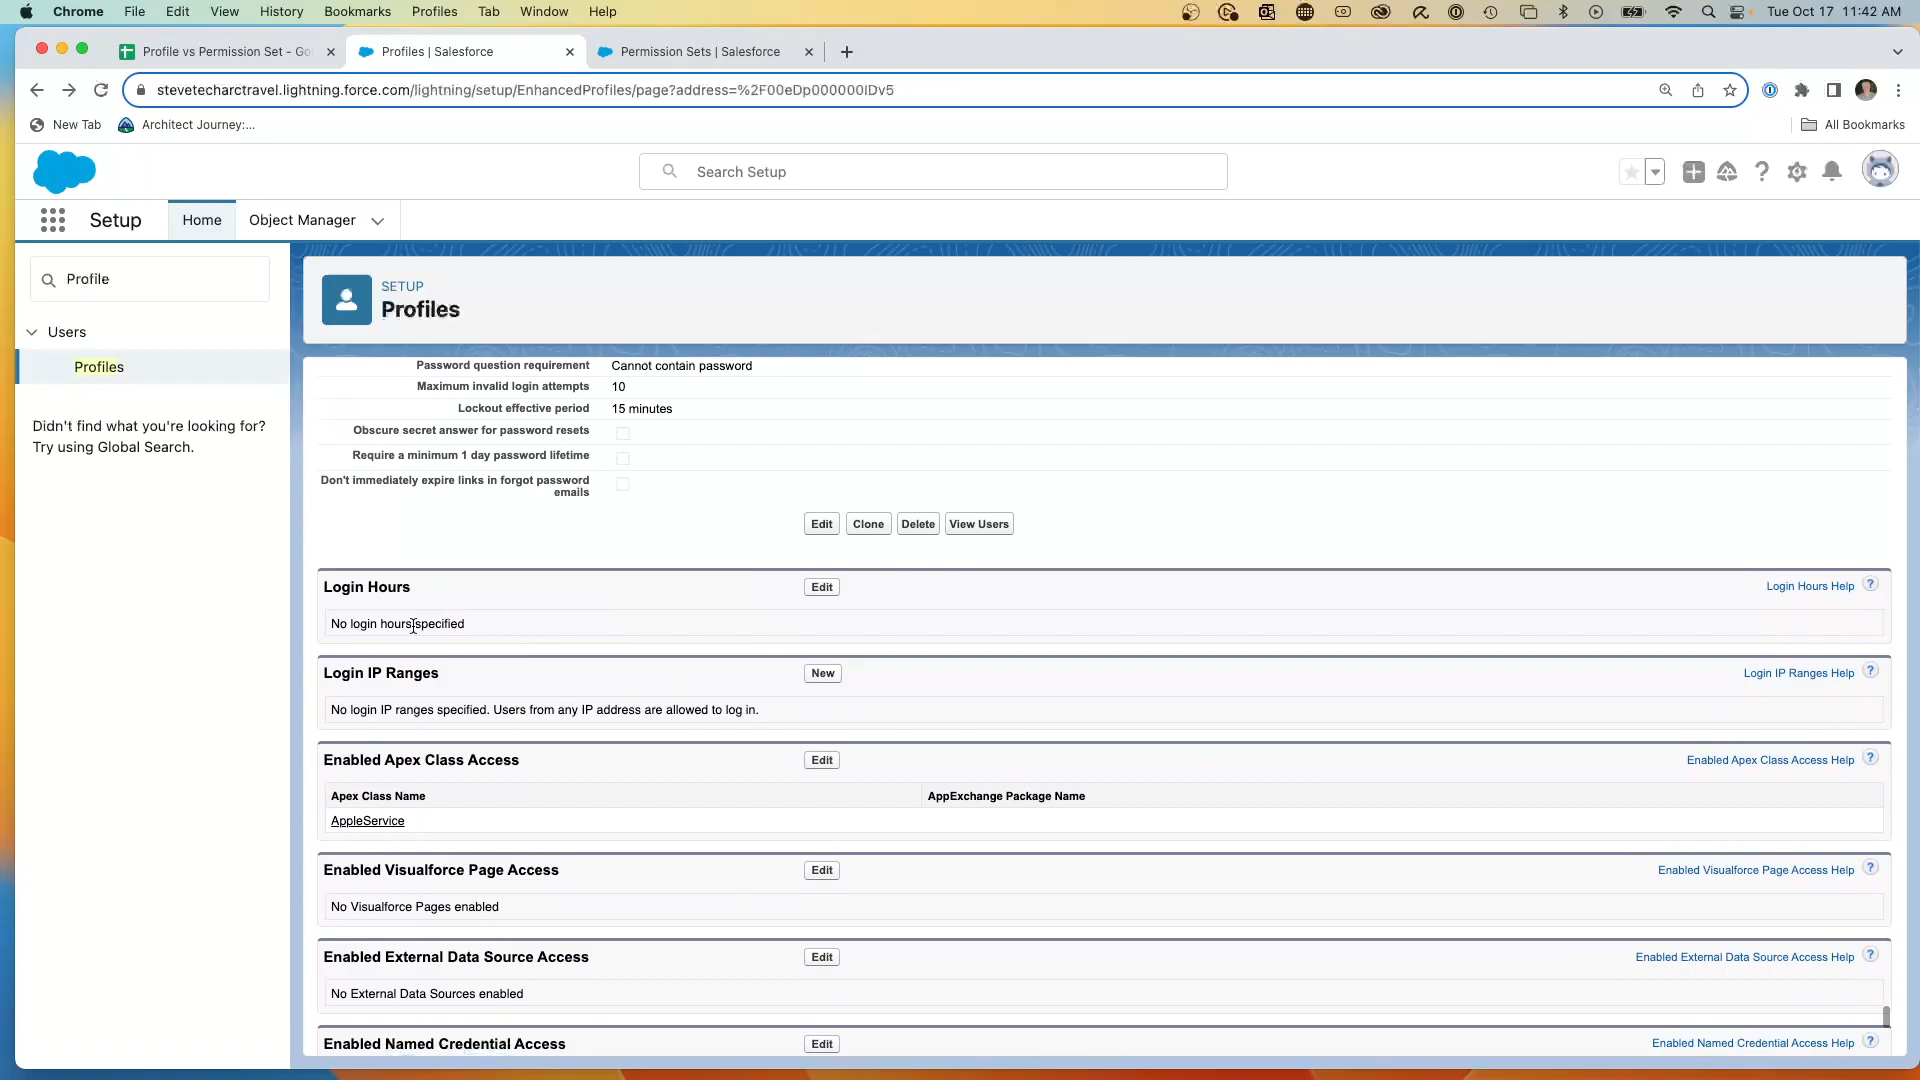 Chrome File Edit View History Bookmarks Profiles Tab Window Help Tue Oct 17 11:42 AM
Profile vs Permission Set - Go Profiles | Salesforce Permission Sets | Salesforce
stevetecharctravel.lightning.force.com/lightning/setup/EnhancedProfiles/page?address=%2F00eDp000000IDv5
New Tab Architect Journey:... All Bookmarks
Search Setup
Setup Home Object Manager
Profile
Users
Profiles
Didn't find what you're looking for?
Try using Global Search.
SETUP
Profiles
Password question requirement Cannot contain password
Maximum invalid login attempts 10
Lockout effective period 15 minutes
Obscure secret answer for password resets
Require a minimum 1 day password lifetime
Don't immediately expire links in forgot password
emails
Edit Clone Delete View Users
Login Hours Edit Login Hours Help ?
No login hours specified
Login IP Ranges New Login IP Ranges Help ?
No login IP ranges specified. Users from any IP address are allowed to log in.
Enabled Apex Class Access Edit Enabled Apex Class Access Help ?
Apex Class Name AppExchange Package Name
AppleService
Enabled Visualforce Page Access Edit Enabled Visualforce Page Access Help ?
No Visualforce Pages enabled
Enabled External Data Source Access Edit Enabled External Data Source Access Help ?
No External Data Sources enabled
Enabled Named Credential Access Edit Enabled Named Credential Access Help ?